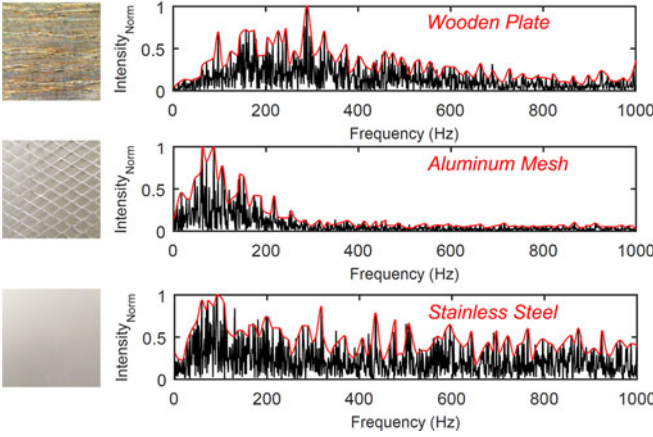 Wooden Plate
Intensity_Norm
1
0.5
0
0 200 400 600 800 1000
Frequency (Hz)
Aluminum Mesh
Intensity_Norm
1
0.5
0
0 200 400 600 800 1000
Frequency (Hz)
Stainless Steel
Intensity_Norm
1
0.5
0
0 200 400 600 800 1000
Frequency (Hz)